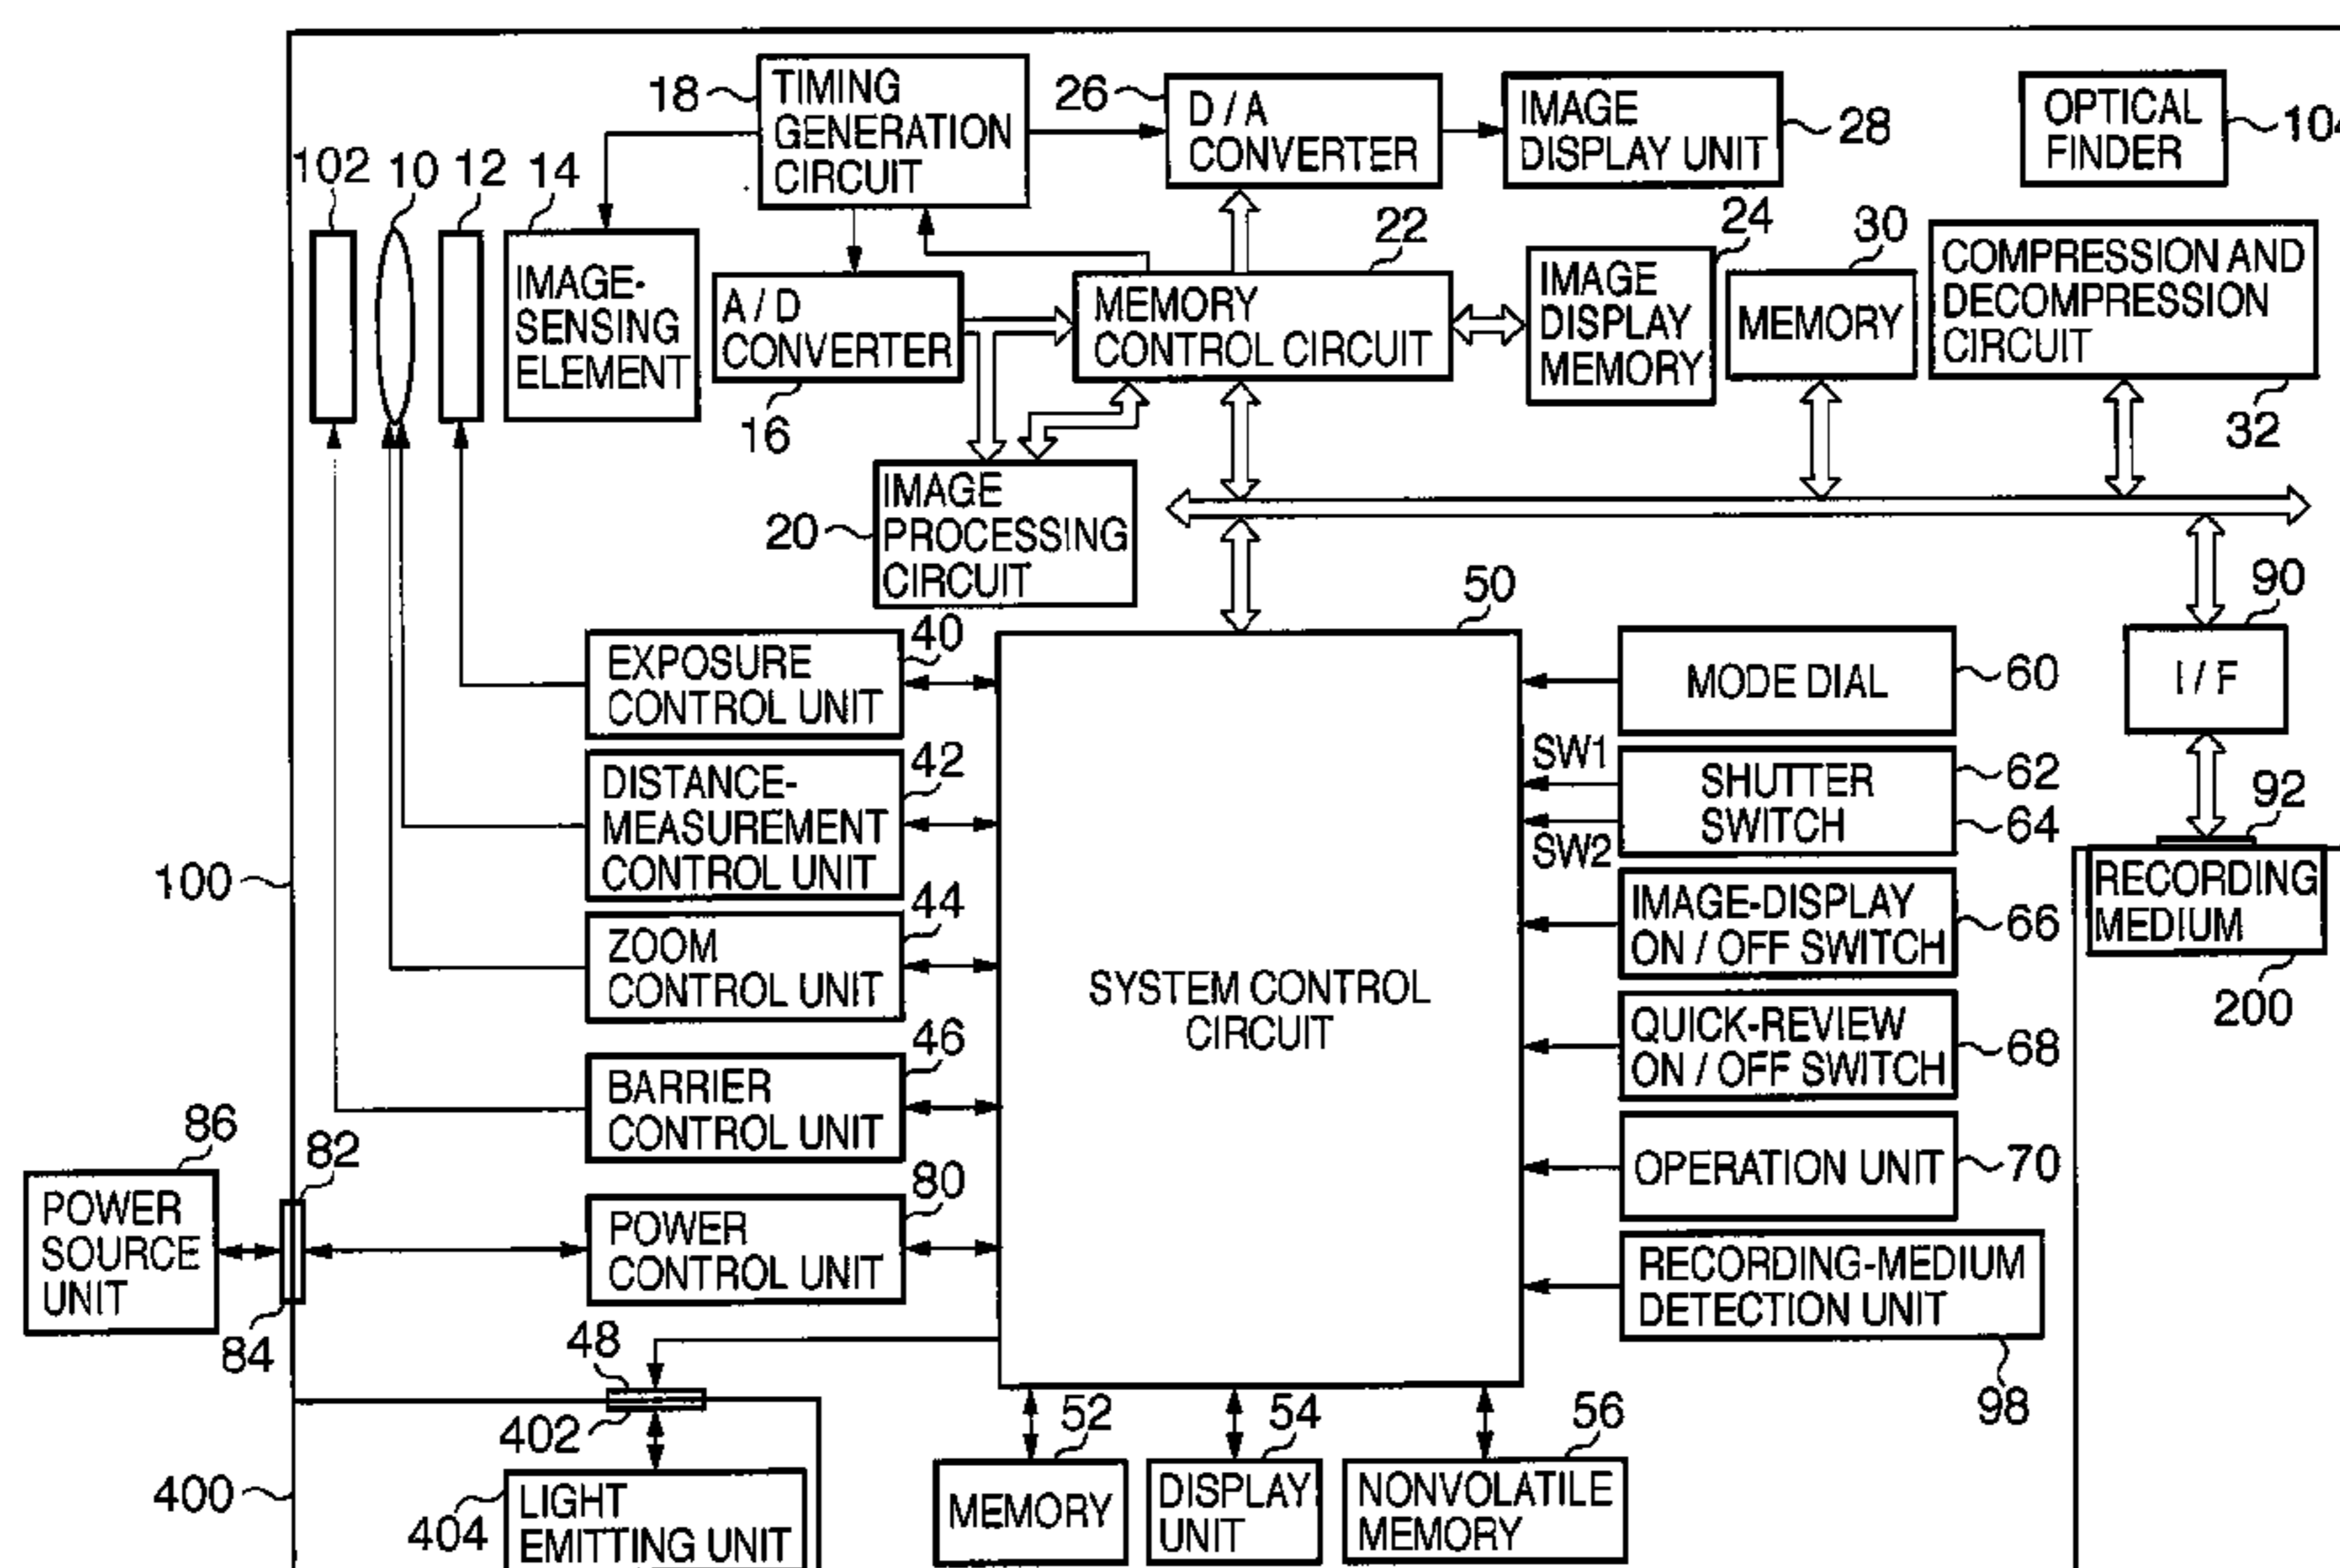 18
TIMING
GENERATION
CIRCUIT
26
D / A
CONVERTER
IMAGE
DISPLAY UNIT
28
OPTICAL
FINDER
102
10
12
14
IMAGE-
SENSING
ELEMENT
A / D
CONVERTER
16
22
MEMORY
CONTROL CIRCUIT
24
IMAGE
DISPLAY
MEMORY
30
MEMORY
COMPRESSION AND
DECOMPRESSION
CIRCUIT
32
20
IMAGE
PROCESSING
CIRCUIT
50
SYSTEM CONTROL
CIRCUIT
40
EXPOSURE
CONTROL UNIT
42
DISTANCE-
MEASUREMENT
CONTROL UNIT
44
ZOOM
CONTROL UNIT
46
BARRIER
CONTROL UNIT
80
POWER
CONTROL UNIT
100
86
POWER
SOURCE
UNIT
82
84
MODE DIAL
60
SW1
SHUTTER
SWITCH
62
64
SW2
IMAGE-DISPLAY
ON / OFF SWITCH
66
QUICK-REVIEW
ON / OFF SWITCH
68
OPERATION UNIT
70
RECORDING-MEDIUM
DETECTION UNIT
98
90
I / F
92
RECORDING
MEDIUM
200
48
402
400
404
LIGHT
EMITTING UNIT
52
MEMORY
54
DISPLAY
UNIT
56
NONVOLATILE
MEMORY